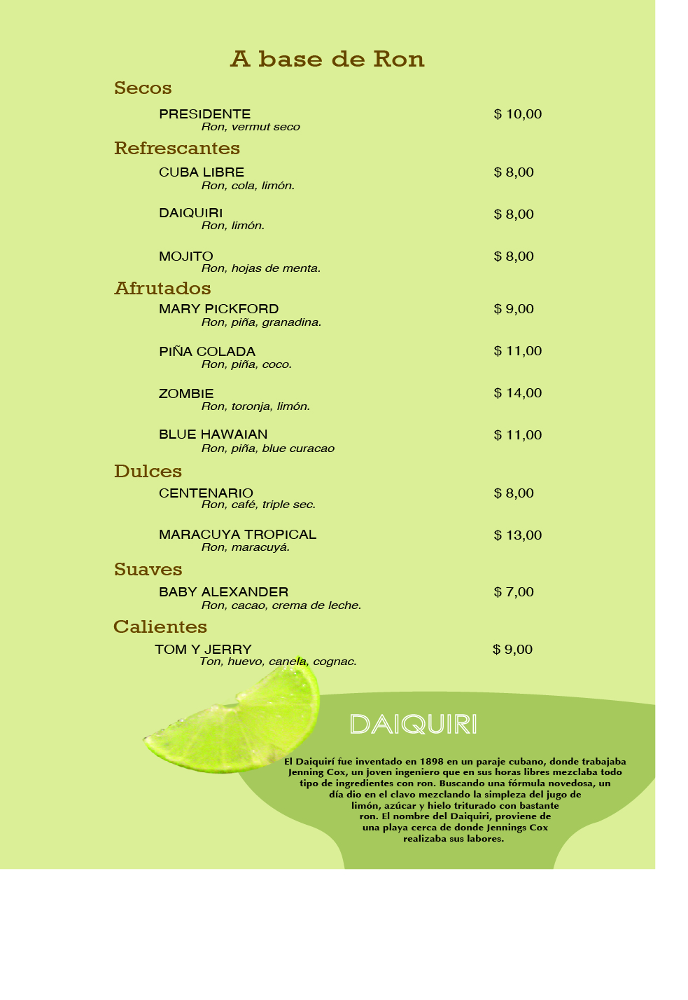 A base de Ron
Secos
PRESIDENTE $ 10,00
Ron, vermut seco
Refrescantes
CUBA LIBRE $ 8,00
Ron, cola, limón.
DAIQUIRI $ 8,00
Ron, limón.
MOJITO $ 8,00
Ron, hojas de menta.
Afrutados
MARY PICKFORD $ 9,00
Ron, piña, granadina.
PIÑA COLADA $ 11,00
Ron, piña, coco.
ZOMBIE $ 14,00
Ron, toronja, limón.
BLUE HAWAIAN $ 11,00
Ron, piña, blue curacao
Dulces
CENTENARIO $ 8,00
Ron, café, triple sec.
MARACUYA TROPICAL $ 13,00
Ron, maracuyá.
Suaves
BABY ALEXANDER $ 7,00
Ron, cacao, crema de leche.
Calientes
TOM Y JERRY $ 9,00
Ton, huevo, canela, cognac.
DAIQUIRI
El Daiquirí fue inventado en 1898 en un paraje cubano, donde trabajaba
Jenning Cox, un joven ingeniero que en sus horas libres mezclaba todo
tipo de ingredientes con ron. Buscando una fórmula novedosa, un
día dio en el clavo mezclando la simpleza del jugo de
limón, azúcar y hielo triturado con bastante
ron. El nombre del Daiquiri, proviene de
una playa cerca de donde Jennings Cox
realizaba sus labores.